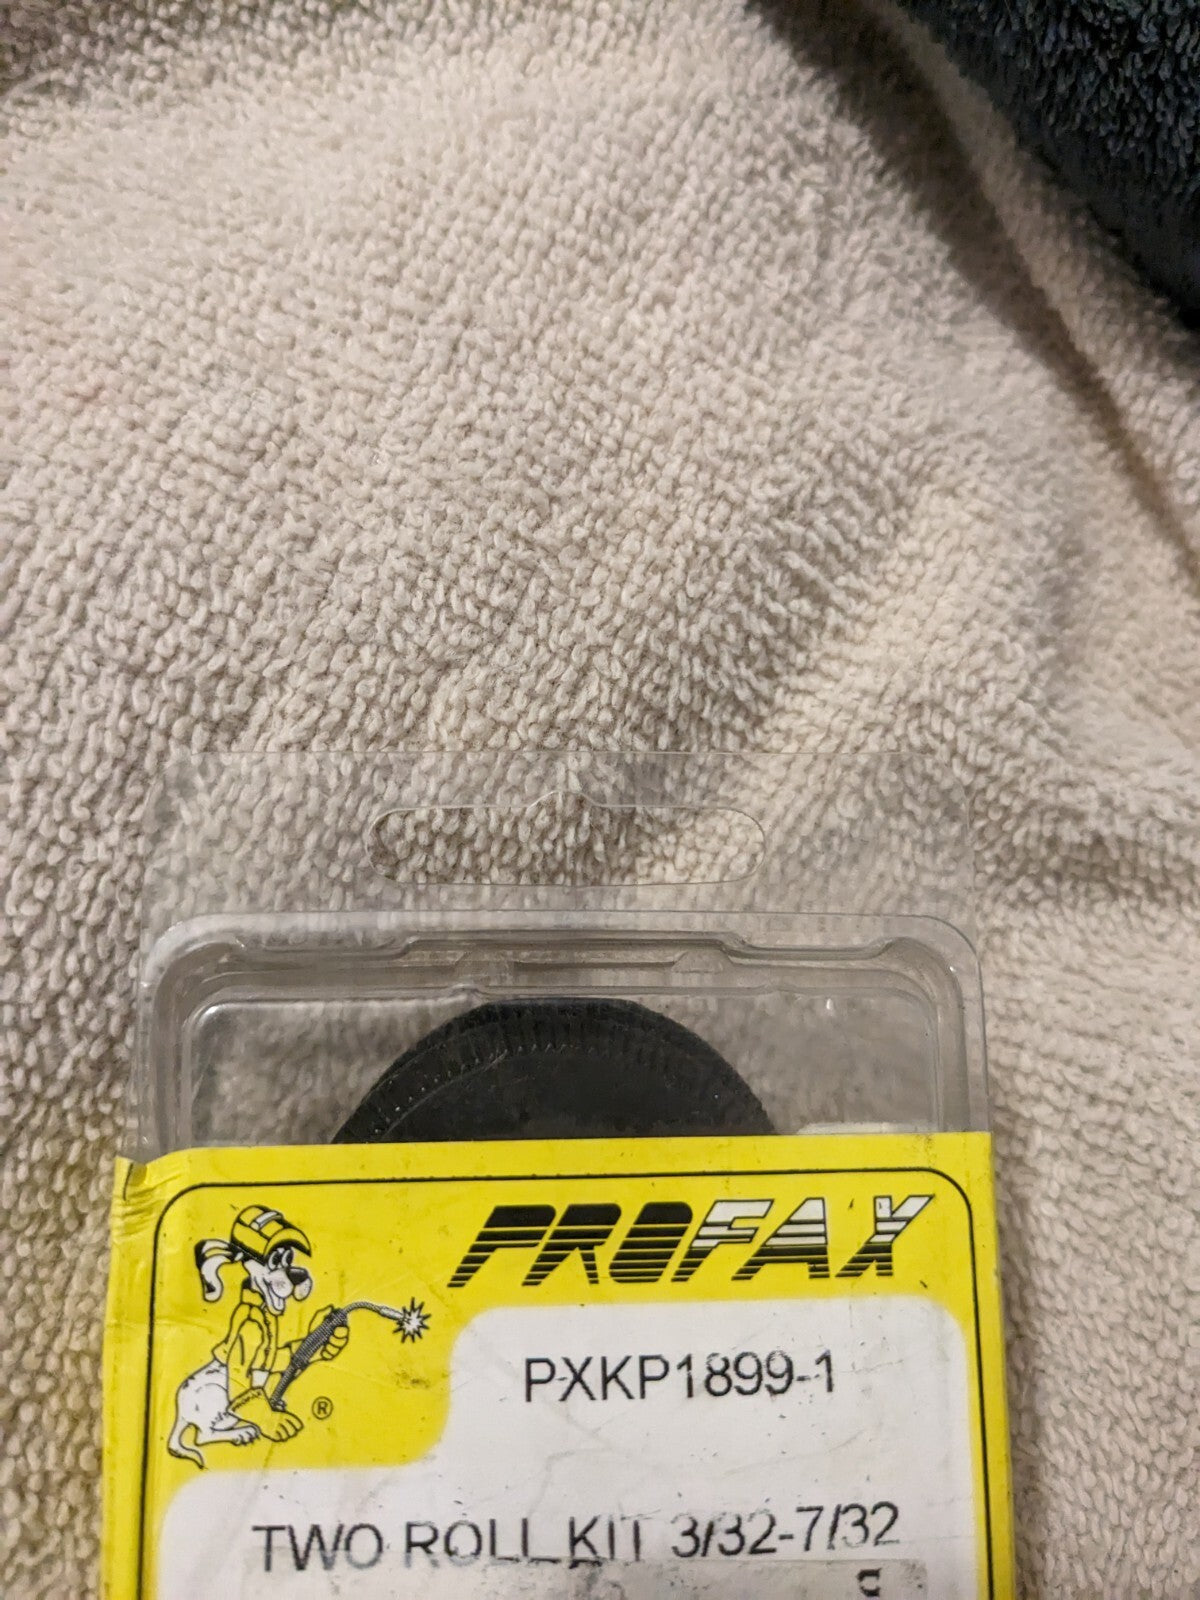 PROFAX
®
PXKP1899-1
TWO ROLL KIT 3/32-7/32